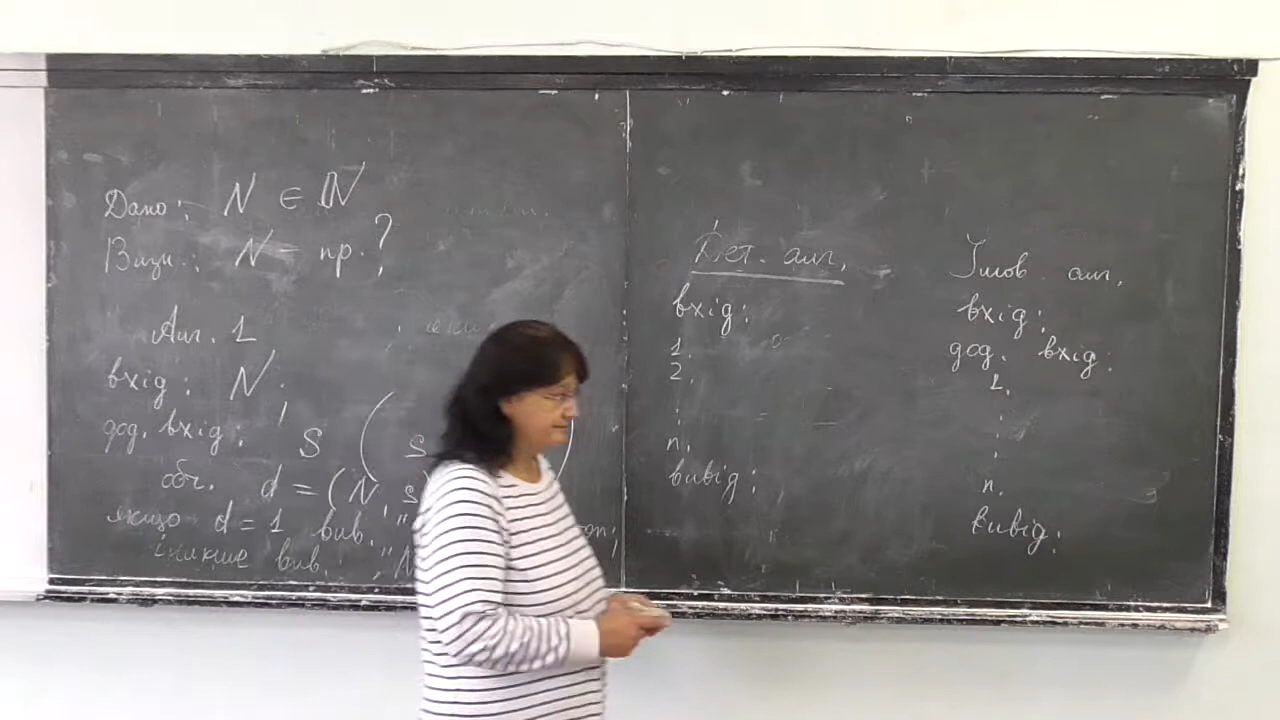 Дано: N ∈ ℕ
Визн.: N – пр.?
Алг. 1
вхід: N;
дод. вхід: S ( S
обч. d = (N, S)
якщо d = 1 вив. "
інакше вив. "N
Дет. алг.
вхід:
1.
2.
⋮
n.
вивід:
Імов. алг.
вхід:
дод. вхід:
1.
⋮
n.
вивід: